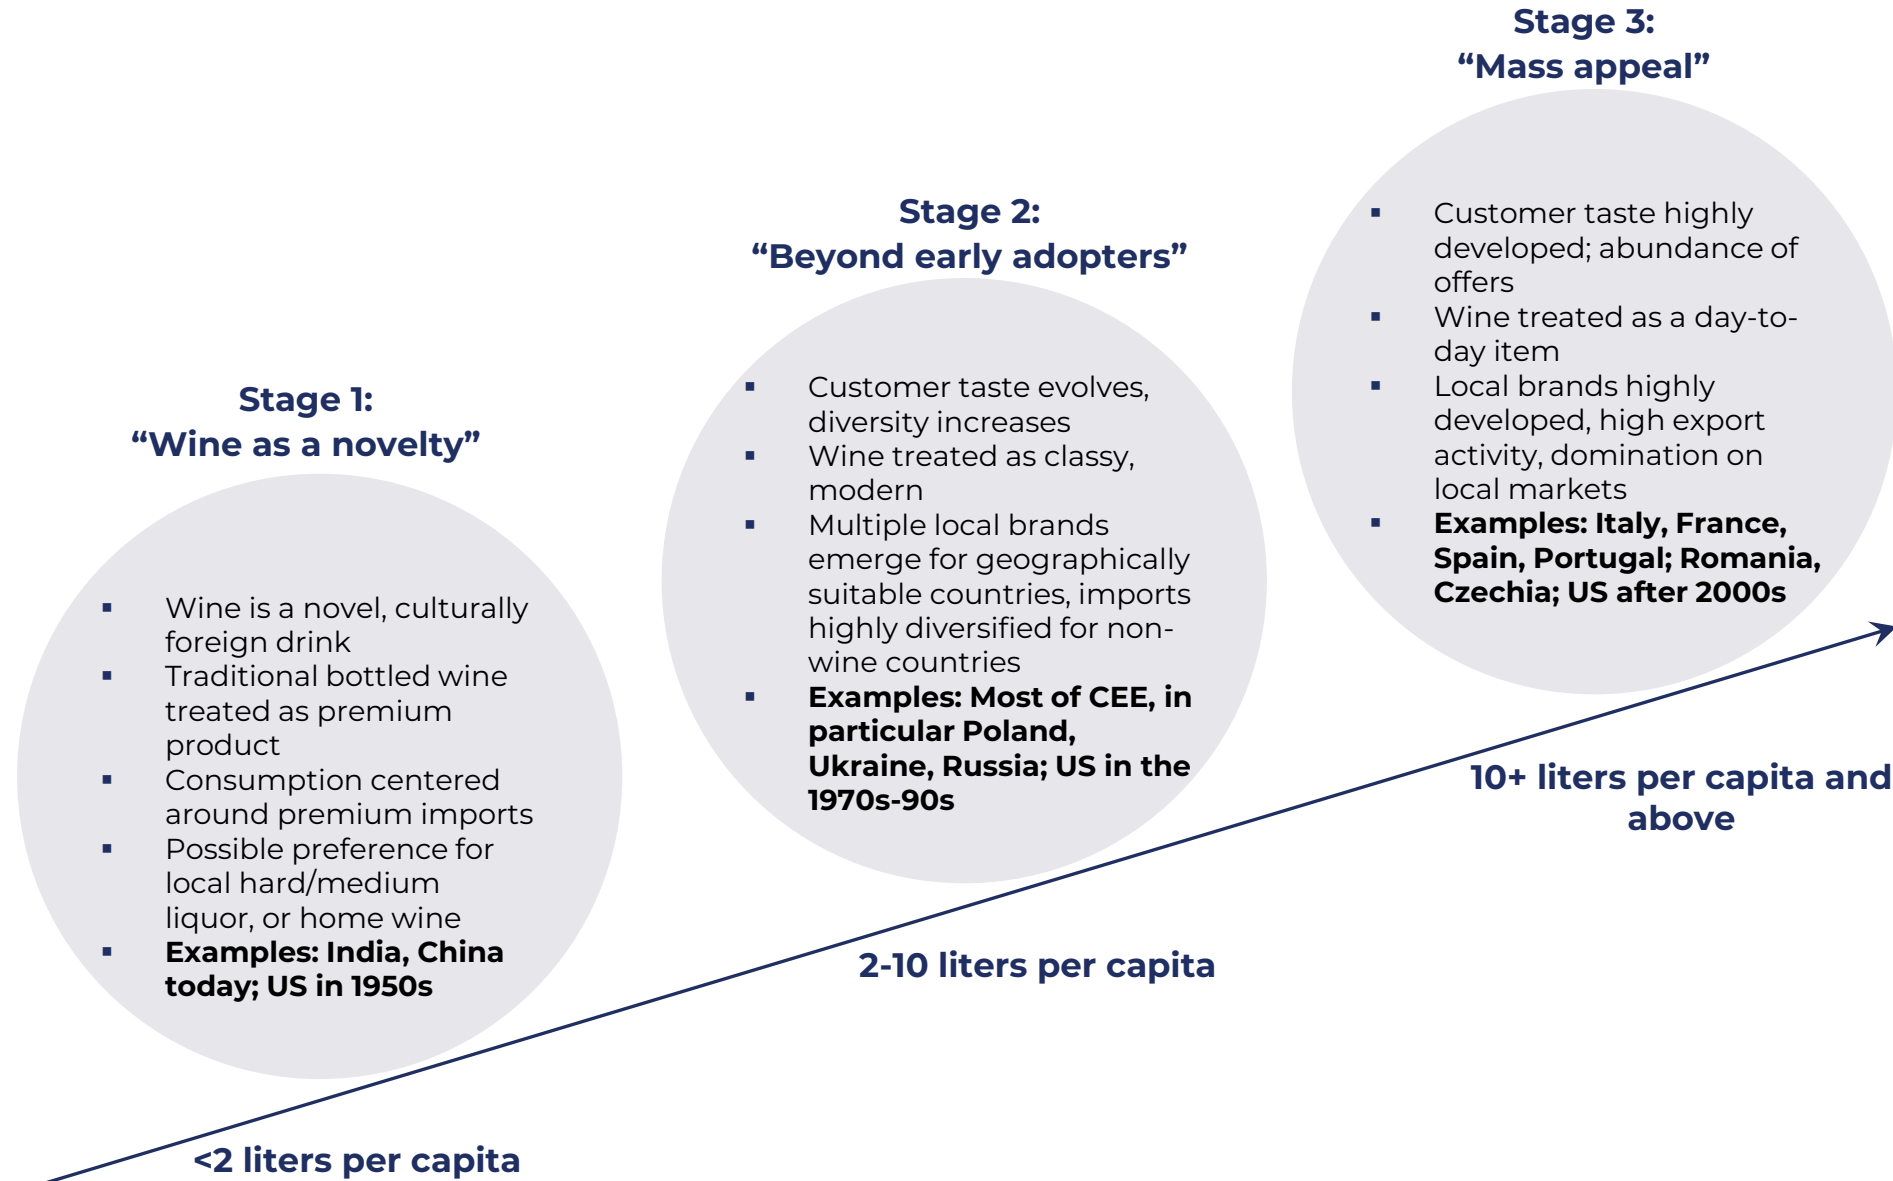 Stage 1:
“Wine as a novelty”
▪ Wine is a novel, culturally
foreign drink
▪ Traditional bottled wine
treated as premium
product
▪ Consumption centered
around premium imports
▪ Possible preference for
local hard/medium
liquor, or home wine
▪ Examples: India, China
today; US in 1950s
<2 liters per capita
Stage 2:
“Beyond early adopters”
▪ Customer taste evolves,
diversity increases
▪ Wine treated as classy,
modern
▪ Multiple local brands
emerge for geographically
suitable countries, imports
highly diversified for non-
wine countries
▪ Examples: Most of CEE, in
particular Poland,
Ukraine, Russia; US in the
1970s-90s
2-10 liters per capita
Stage 3:
“Mass appeal”
▪ Customer taste highly
developed; abundance of
offers
▪ Wine treated as a day-to-
day item
▪ Local brands highly
developed, high export
activity, domination on
local markets
▪ Examples: Italy, France,
Spain, Portugal; Romania,
Czechia; US after 2000s
10+ liters per capita and
above